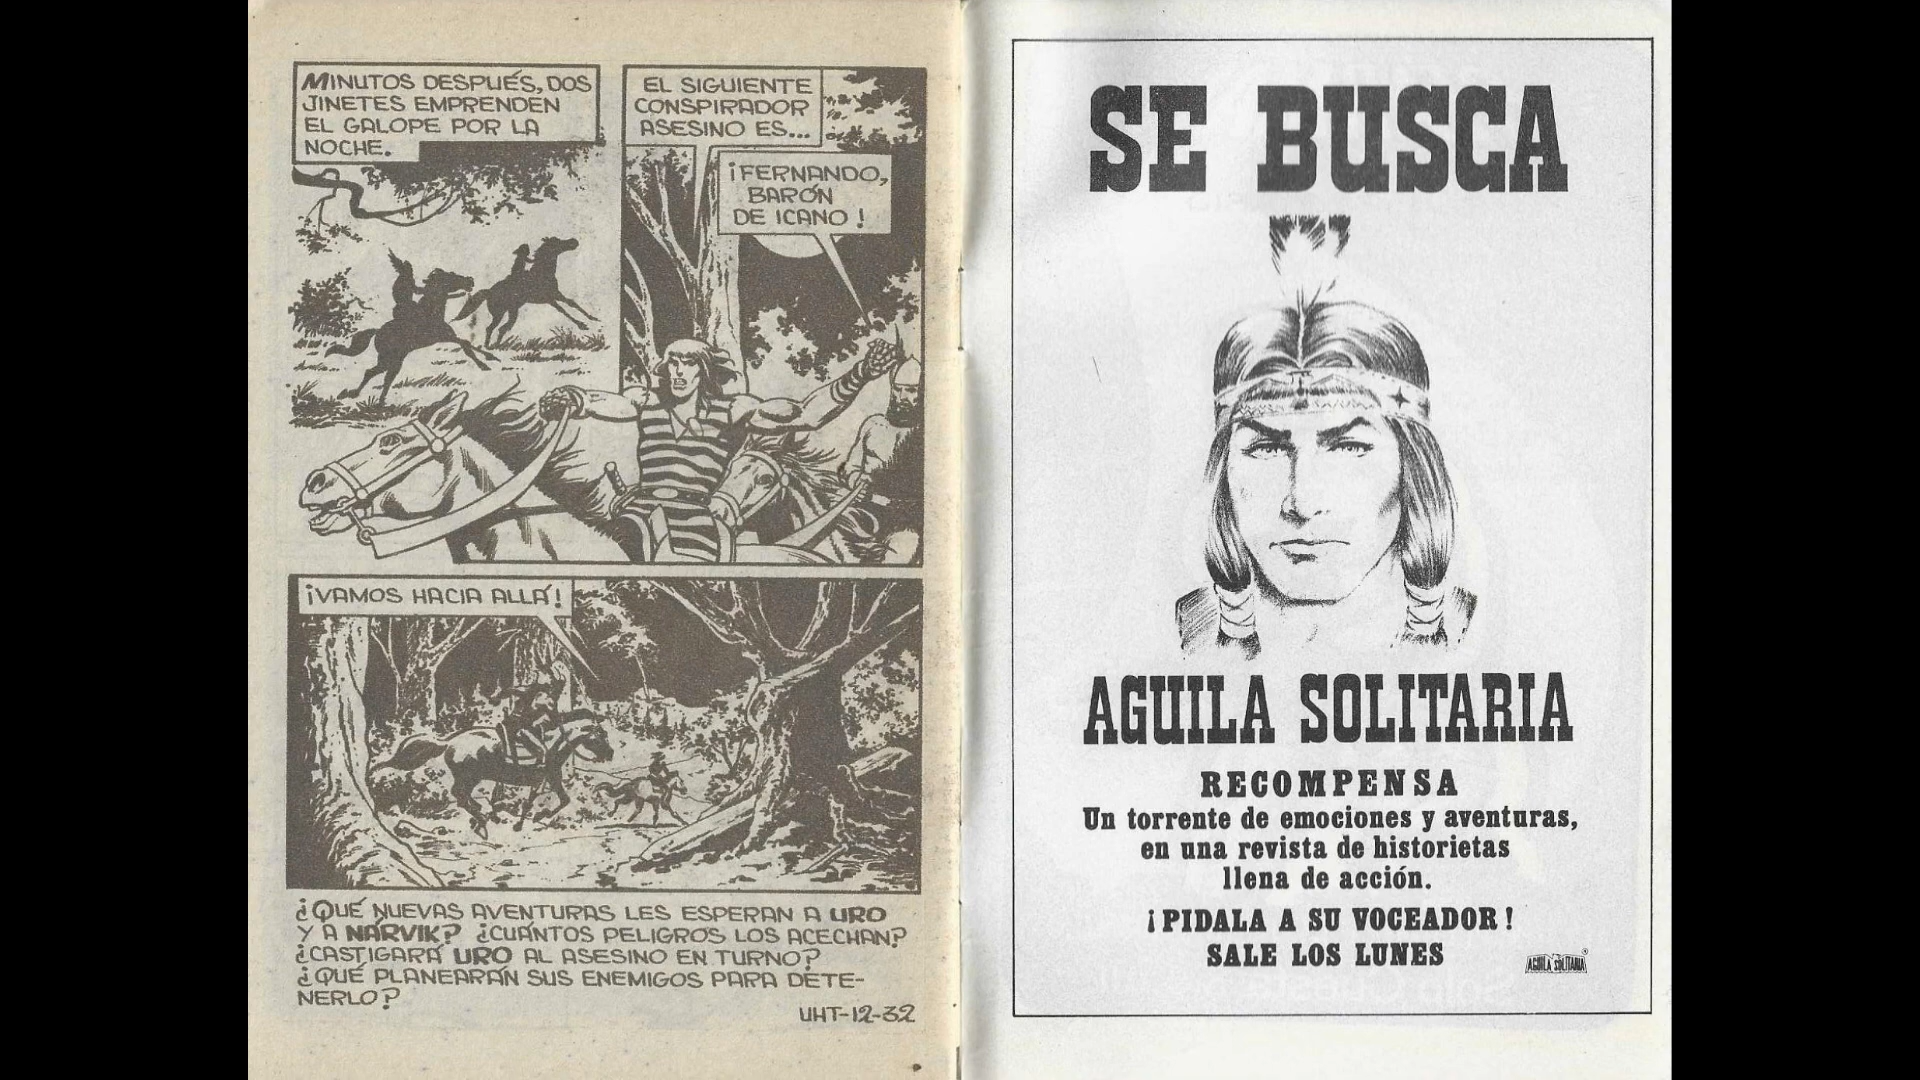 MINUTOS DESPUÉS, DOS
JINETES EMPRENDEN
EL GALOPE POR LA
NOCHE.
EL SIGUIENTE
CONSPIRADOR
ASESINO ES...
¡FERNANDO,
BARÓN
DE ICANO!
¡VAMOS HACIA ALLÁ!
¿QUÉ NUEVAS AVENTURAS LES ESPERAN A URO
Y A NÁRVIK? ¿CUÁNTOS PELIGROS LOS ACECHAN?
¿CASTIGARÁ URO AL ASESINO EN TURNO?
¿QUÉ PLANEARÁN SUS ENEMIGOS PARA DETE-
NERLO?
UHT-12-32
SE BUSCA
AGUILA SOLITARIA
RECOMPENSA
Un torrente de emociones y aventuras,
en una revista de historietas
llena de acción.
¡PIDALA A SU VOCEADOR!
SALE LOS LUNES
AGUILA SOLITARIA